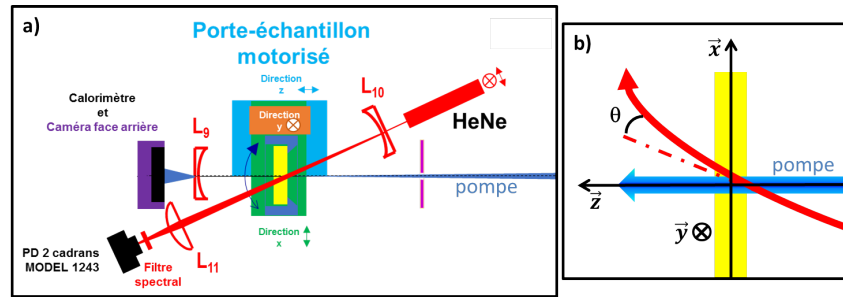 a)
Porte-échantillon
motorisé
Direction
z
Calorimètre
et
Caméra face arrière
L9
Direction
y
L10
HeNe
pompe
PD 2 cadrans
MODEL 1243
Filtre
spectral
L11
Direction
x
b)
x
θ
pompe
z
y